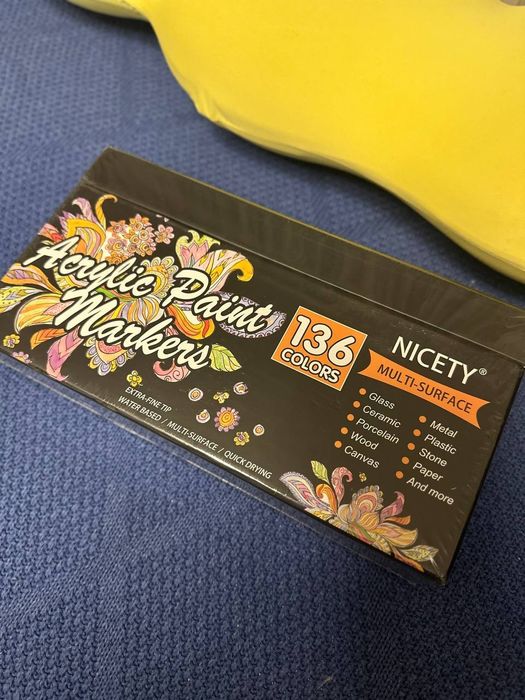 Acrylic Paint
Markers
EXTRA-FINE TIP
WATER BASED / MULTI-SURFACE / QUICK DRYING
136
COLORS
NICETY®
MULTI-SURFACE
Glass
Ceramic
Porcelain
Wood
Canvas
Metal
Plastic
Stone
Paper
And more